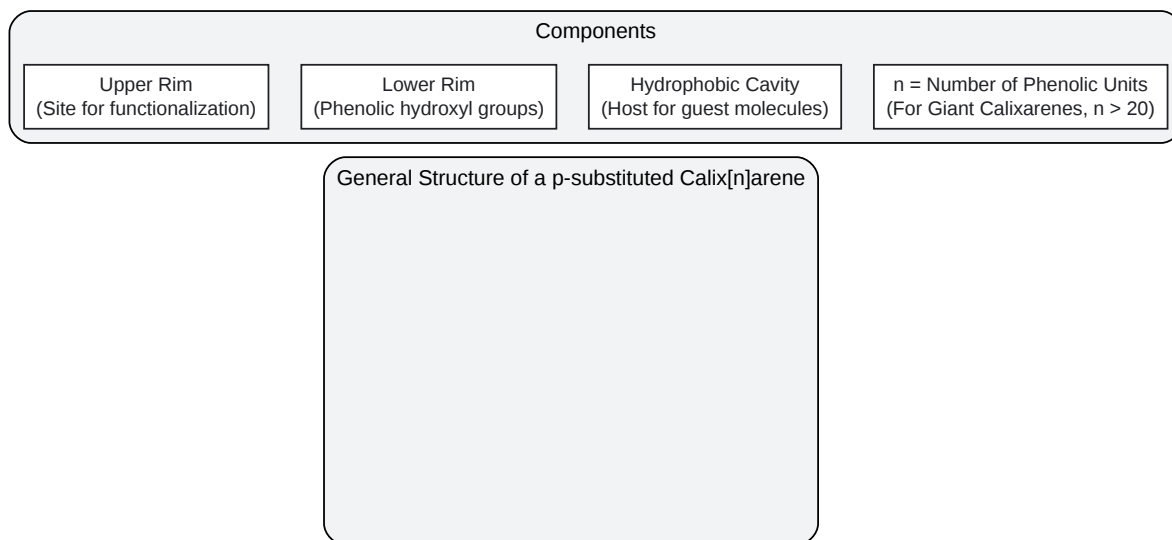 Components
Upper Rim
(Site for functionalization)
Lower Rim
(Phenolic hydroxyl groups)
Hydrophobic Cavity
(Host for guest molecules)
n = Number of Phenolic Units
(For Giant Calixarenes, n > 20)
General Structure of a p-substituted Calix[n]arene